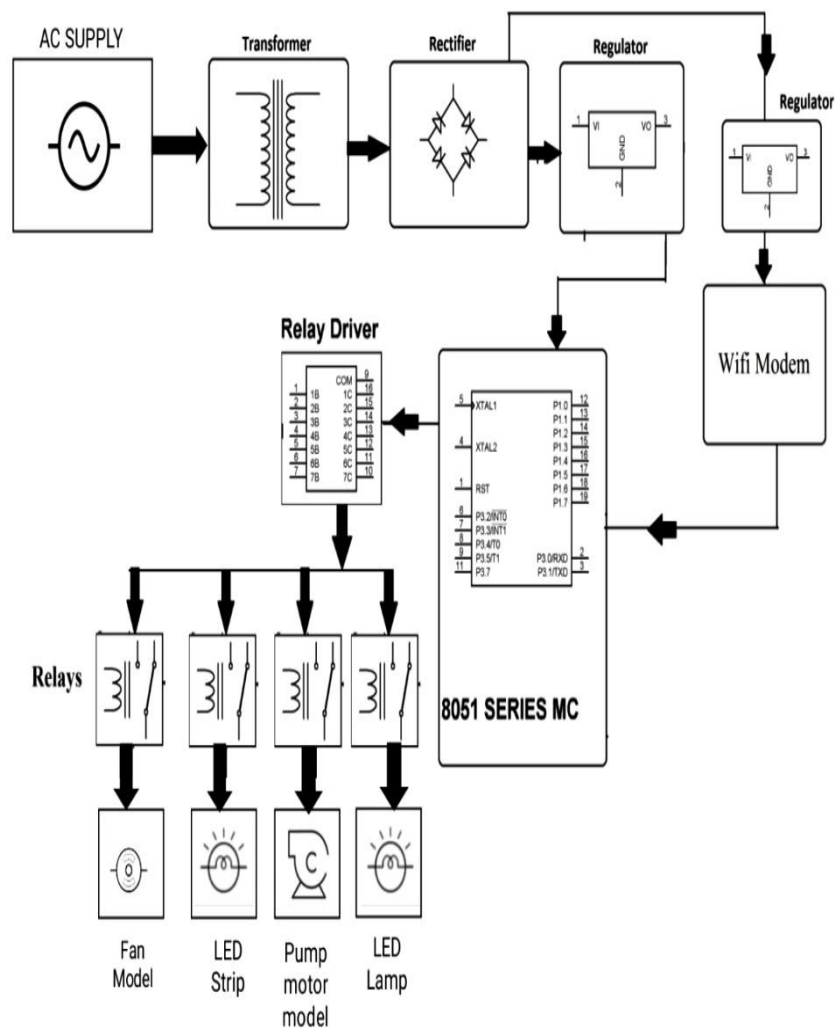 AC SUPPLY
Transformer
Rectifier
Regulator
1 VI VO 3
GND
2
Regulator
1 VI VO 3
GND
2
Wifi Modem
Relay Driver
COM 9
1 1B 1C 16
2 2B 2C 15
3 3B 3C 14
4 4B 4C 13
5 5B 5C 12
6 6B 6C 11
7 7B 7C 10
5 XTAL1 P1.0 12
P1.1 13
P1.2 14
4 XTAL2 P1.3 15
P1.4 16
P1.5 17
1 RST P1.6 18
P1.7 19
6 P3.2/INT0
7 P3.3/INT1
8 P3.4/T0
9 P3.5/T1 P3.0/RXD 2
11 P3.7 P3.1/TXD 3
8051 SERIES MC
Relays
C
Fan
Model
LED
Strip
Pump
motor
model
LED
Lamp